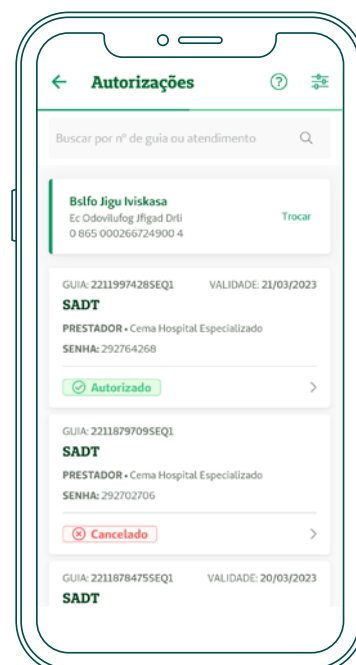 Autorizações
Buscar por nº de guia ou atendimento
Bslfo Jigu Iviskasa
Ec Odovilufog Jfigad Drli
Trocar
0 865 000266724900 4
GUIA: 2211997428SEQ1 VALIDADE: 21/03/2023
SADT
PRESTADOR • Cema Hospital Especializado
SENHA: 292764268
Autorizado
GUIA: 2211879709SEQ1
SADT
PRESTADOR • Cema Hospital Especializado
SENHA: 292702706
Cancelado
GUIA: 2211878475SEQ1 VALIDADE: 20/03/2023
SADT